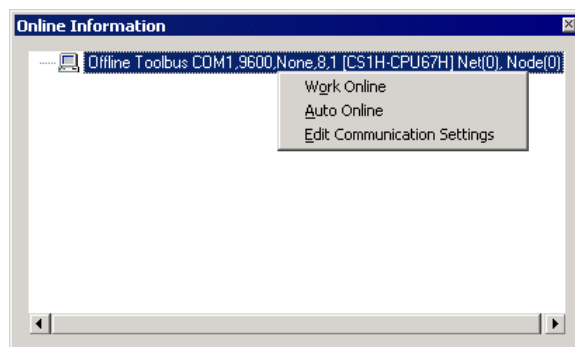 Online Information
Offline Toolbus COM1,9600,None,8,1 [CS1H-CPU67H] Net(0), Node(0)
Work Online
Auto Online
Edit Communication Settings